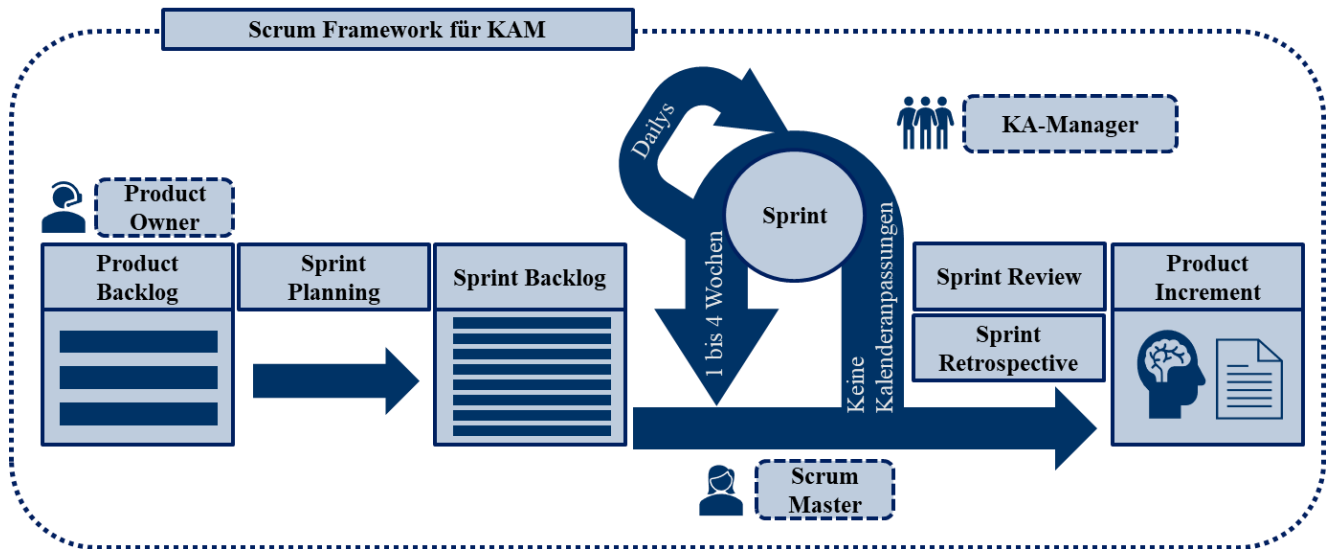 Scrum Framework für KAM
Dailys
KA-Manager
Product
Owner
Sprint
Product
Backlog
Sprint
Planning
Sprint Backlog
1 bis 4 Wochen
Keine
Kalenderanpassungen
Sprint Review
Sprint
Retrospective
Product
Increment
Scrum
Master